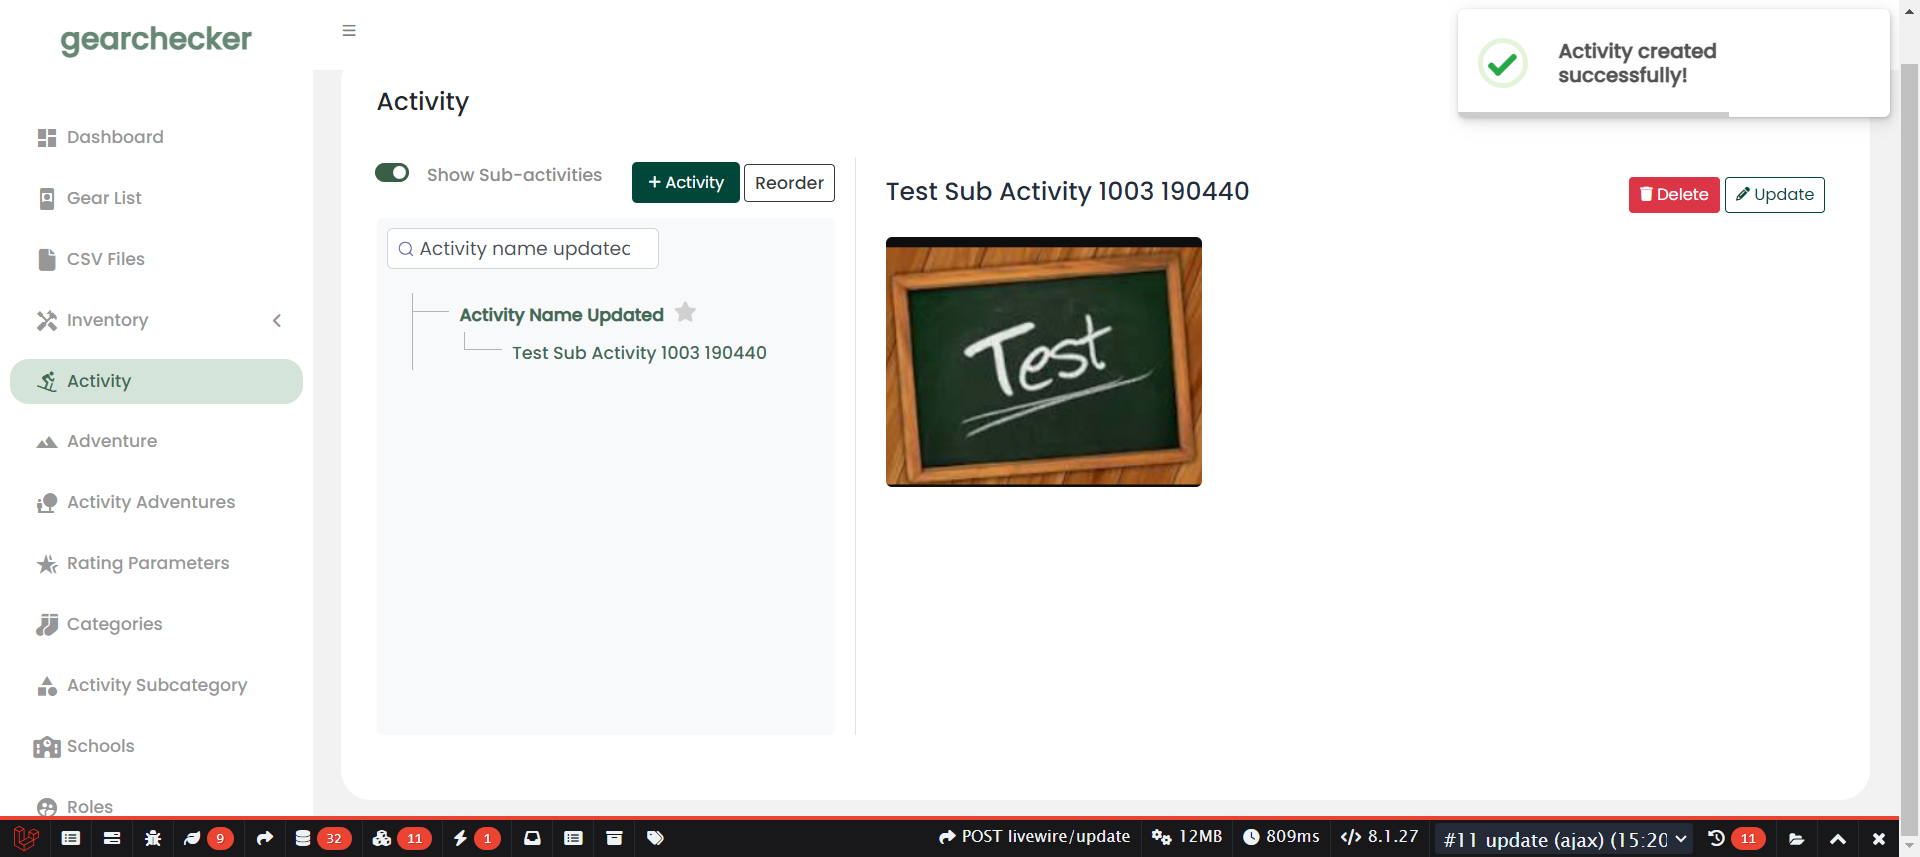 gearchecker
Activity created
successfully!
Activity
Dashboard
Show Sub-activities
+ Activity
Reorder
Test Sub Activity 1003 190440
Delete
Update
Gear List
Activity name updated
CSV Files
Activity Name Updated
Inventory
Test Sub Activity 1003 190440
Test
Activity
Adventure
Activity Adventures
Rating Parameters
Categories
Activity Subcategory
Schools
Roles
9
32
11
1
POST livewire/update
12MB
809ms
8.1.27
#11 update (ajax) (15:20
11